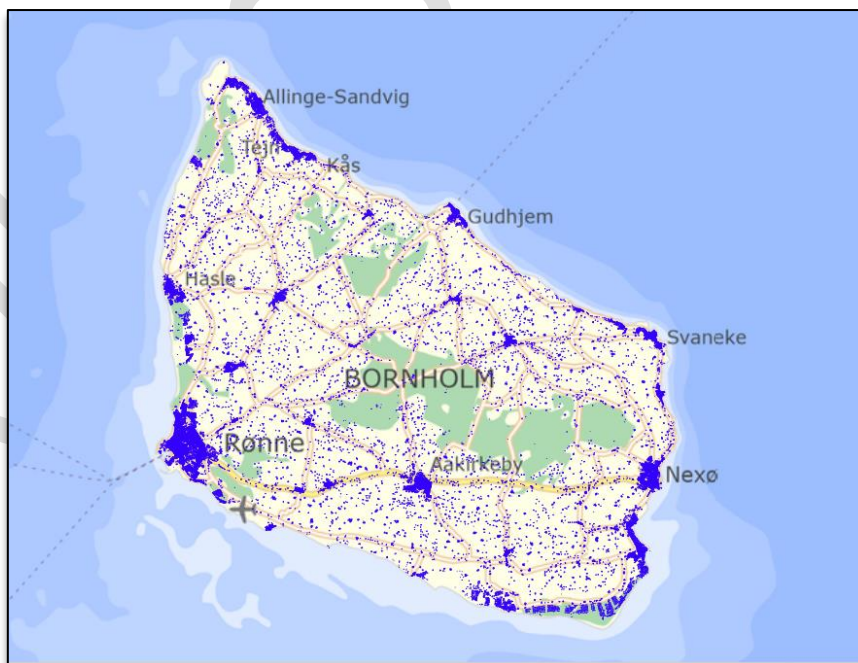 Allinge-Sandvig
Tejn
Kås
Gudhjem
Hasle
Svaneke
BORNHOLM
Rønne
Aakirkeby
Nexø